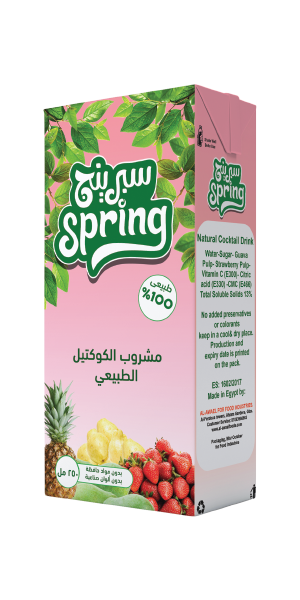 سبرينج
Spring
طبيعي
%100
مشروب الكوكتيل
الطبيعي
بدون مواد حافظة
بدون ألوان صناعية
٢٥٠ مل
Spring
Natural Cocktail Drink
Water-Sugar- Guava
Pulp- Strawberry Pulp-
Vitamin C (E300)- Citric
acid (E330) -CMC (E466)
Total Soluble Solids 13%
No added preservatives
or colorants
keep in a cool& dry place.
Production and
expiry date is printed
on the pack.
ES: 1602/2017
Made in Egypt by:
AL-AWAEL FOR FOOD INDUSTRIES